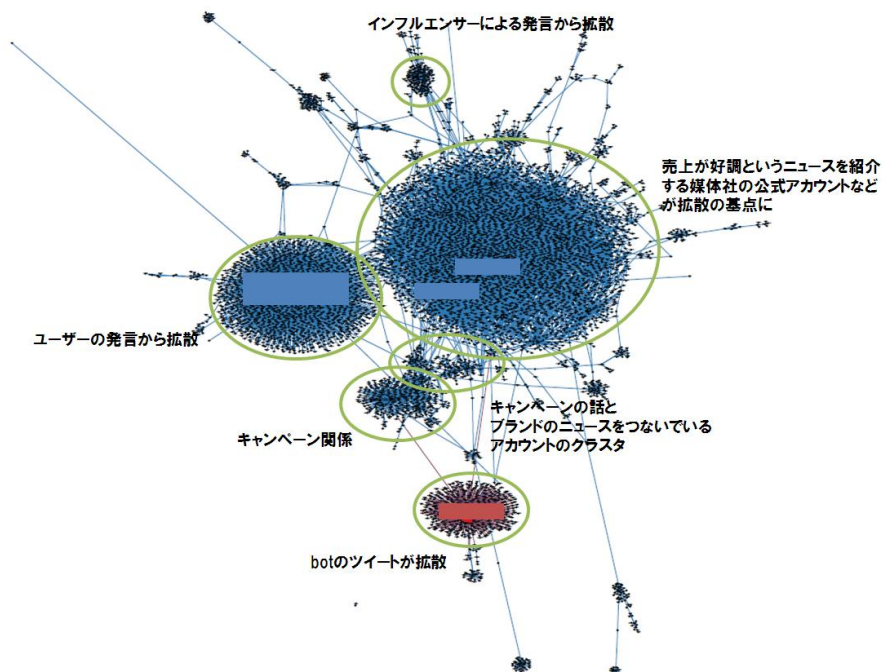 インフルエンサーによる発言から拡散
売上が好調というニュースを紹介
する媒体社の公式アカウントなど
が拡散の基点に
ユーザーの発言から拡散
キャンペーンの話と
ブランドのニュースをつないでいる
アカウントのクラスタ
キャンペーン関係
botのツイートが拡散